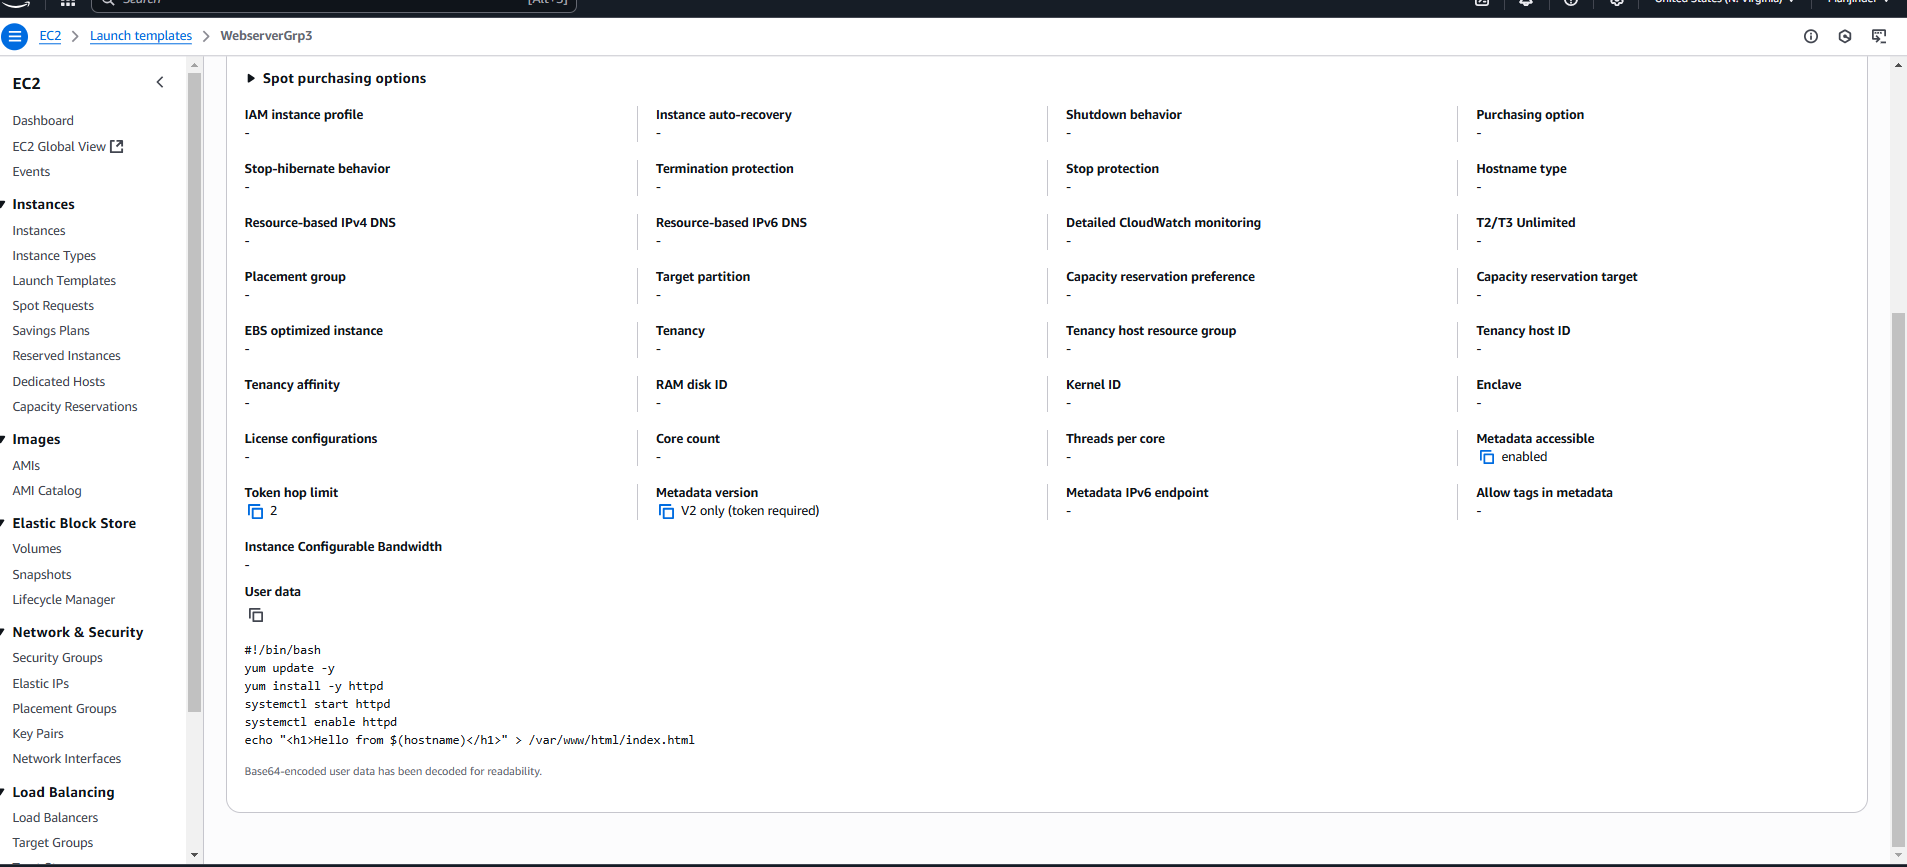 Search [Alt+S] United States (N. Virginia) Manjinder
EC2 > Launch templates > WebserverGrp3
EC2
Dashboard
EC2 Global View
Events
Instances
Instances
Instance Types
Launch Templates
Spot Requests
Savings Plans
Reserved Instances
Dedicated Hosts
Capacity Reservations
Images
AMIs
AMI Catalog
Elastic Block Store
Volumes
Snapshots
Lifecycle Manager
Network & Security
Security Groups
Elastic IPs
Placement Groups
Key Pairs
Network Interfaces
Load Balancing
Load Balancers
Target Groups
Spot purchasing options
IAM instance profile Instance auto-recovery Shutdown behavior Purchasing option
- - - -
Stop-hibernate behavior Termination protection Stop protection Hostname type
- - - -
Resource-based IPv4 DNS Resource-based IPv6 DNS Detailed CloudWatch monitoring T2/T3 Unlimited
- - - -
Placement group Target partition Capacity reservation preference Capacity reservation target
- - - -
EBS optimized instance Tenancy Tenancy host resource group Tenancy host ID
- - - -
Tenancy affinity RAM disk ID Kernel ID Enclave
- - - -
License configurations Core count Threads per core Metadata accessible
- - - enabled
Token hop limit Metadata version Metadata IPv6 endpoint Allow tags in metadata
2 V2 only (token required) - -
Instance Configurable Bandwidth
-
User data
#!/bin/bash
yum update -y
yum install -y httpd
systemctl start httpd
systemctl enable httpd
echo "<h1>Hello from $(hostname)</h1>" > /var/www/html/index.html
Base64-encoded user data has been decoded for readability.